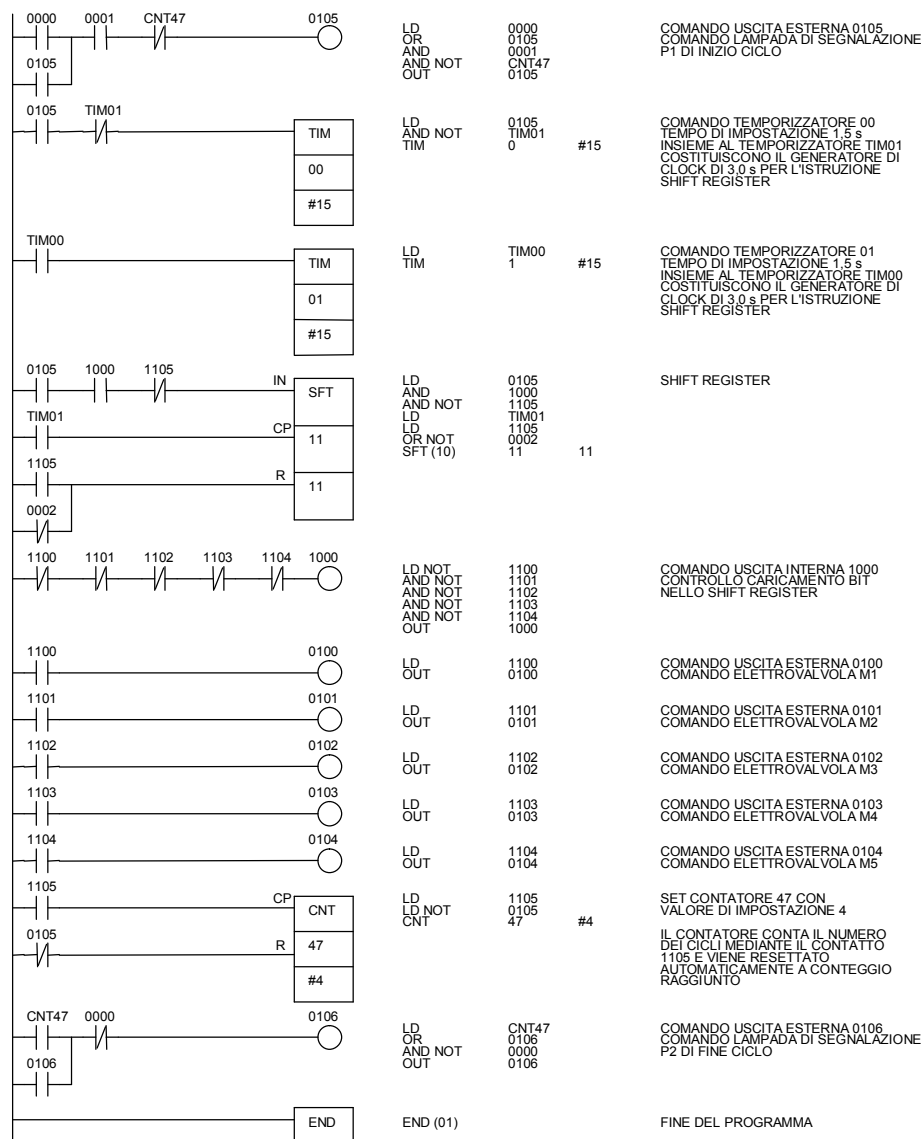 0000 0001 CNT47 0105
0105
LD 0000 COMANDO USCITA ESTERNA 0105
OR 0105 COMANDO LAMPADA DI SEGNALAZIONE
AND 0001 P1 DI INIZIO CICLO
AND NOT CNT47
OUT 0105
0105 TIM01
TIM
00
#15
LD 0105 COMANDO TEMPORIZZATORE 00
AND NOT TIM01 TEMPO DI IMPOSTAZIONE 1,5 s
TIM 0 #15 INSIEME AL TEMPORIZZATORE TIM01
COSTITUISCONO IL GENERATORE DI
CLOCK DI 3,0 s PER L'ISTRUZIONE
SHIFT REGISTER
TIM00
TIM
01
#15
LD TIM00 COMANDO TEMPORIZZATORE 01
TIM 1 #15 TEMPO DI IMPOSTAZIONE 1,5 s
INSIEME AL TEMPORIZZATORE TIM00
COSTITUISCONO IL GENERATORE DI
CLOCK DI 3,0 s PER L'ISTRUZIONE
SHIFT REGISTER
0105 1000 1105 IN SFT
TIM01 CP 11
1105 R 11
0002
LD 0105 SHIFT REGISTER
AND 1000
AND NOT 1105
LD TIM01
LD 1105
OR NOT 0002
SFT (10) 11 11
1100 1101 1102 1103 1104 1000
LD NOT 1100 COMANDO USCITA INTERNA 1000
AND NOT 1101 CONTROLLO CARICAMENTO BIT
AND NOT 1102 NELLO SHIFT REGISTER
AND NOT 1103
AND NOT 1104
OUT 1000
1100 0100
LD 1100 COMANDO USCITA ESTERNA 0100
OUT 0100 COMANDO ELETTROVALVOLA M1
1101 0101
LD 1101 COMANDO USCITA ESTERNA 0101
OUT 0101 COMANDO ELETTROVALVOLA M2
1102 0102
LD 1102 COMANDO USCITA ESTERNA 0102
OUT 0102 COMANDO ELETTROVALVOLA M3
1103 0103
LD 1103 COMANDO USCITA ESTERNA 0103
OUT 0103 COMANDO ELETTROVALVOLA M4
1104 0104
LD 1104 COMANDO USCITA ESTERNA 0104
OUT 0104 COMANDO ELETTROVALVOLA M5
1105 CP CNT
0105 R 47
#4
LD 1105 SET CONTATORE 47 CON
LD NOT 0105 VALORE DI IMPOSTAZIONE 4
CNT 47 #4
IL CONTATORE CONTA IL NUMERO
DEI CICLI MEDIANTE IL CONTATTO
1105 E VIENE RESETTATO
AUTOMATICAMENTE A CONTEGGIO
RAGGIUNTO
CNT47 0000 0106
0106
LD CNT47 COMANDO USCITA ESTERNA 0106
OR 0106 COMANDO LAMPADA DI SEGNALAZIONE
AND NOT 0000 P2 DI FINE CICLO
OUT 0106
END END (01) FINE DEL PROGRAMMA